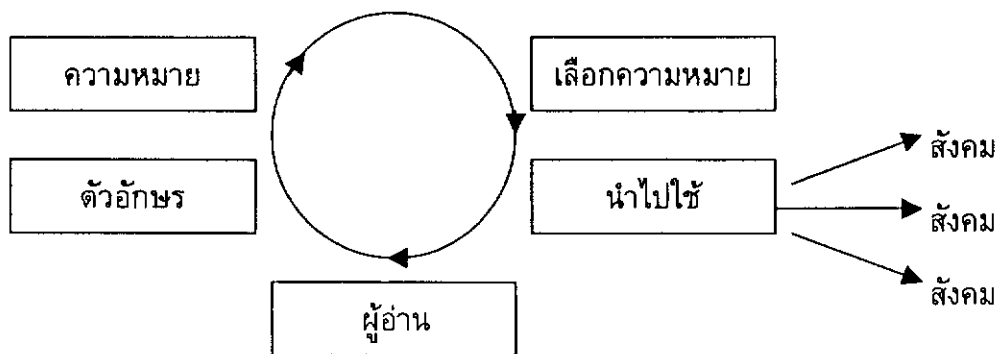 ความหมาย
เลือกความหมาย
สังคม
ตัวอักษร
นำไปใช้
สังคม
สังคม
ผู้อ่าน